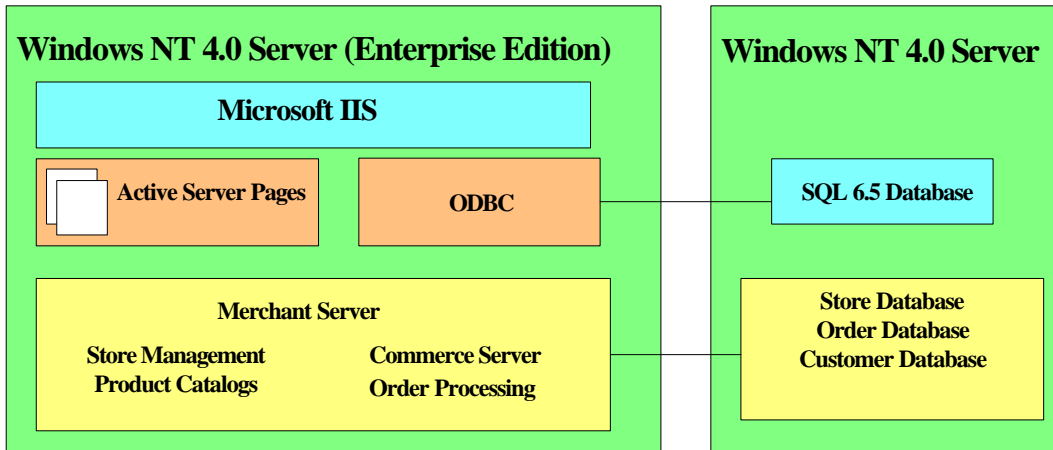 Windows NT 4.0 Server (Enterprise Edition)
Microsoft IIS
Active Server Pages
ODBC
Merchant Server
Store Management
Product Catalogs
Commerce Server
Order Processing
Windows NT 4.0 Server
SQL 6.5 Database
Store Database
Order Database
Customer Database